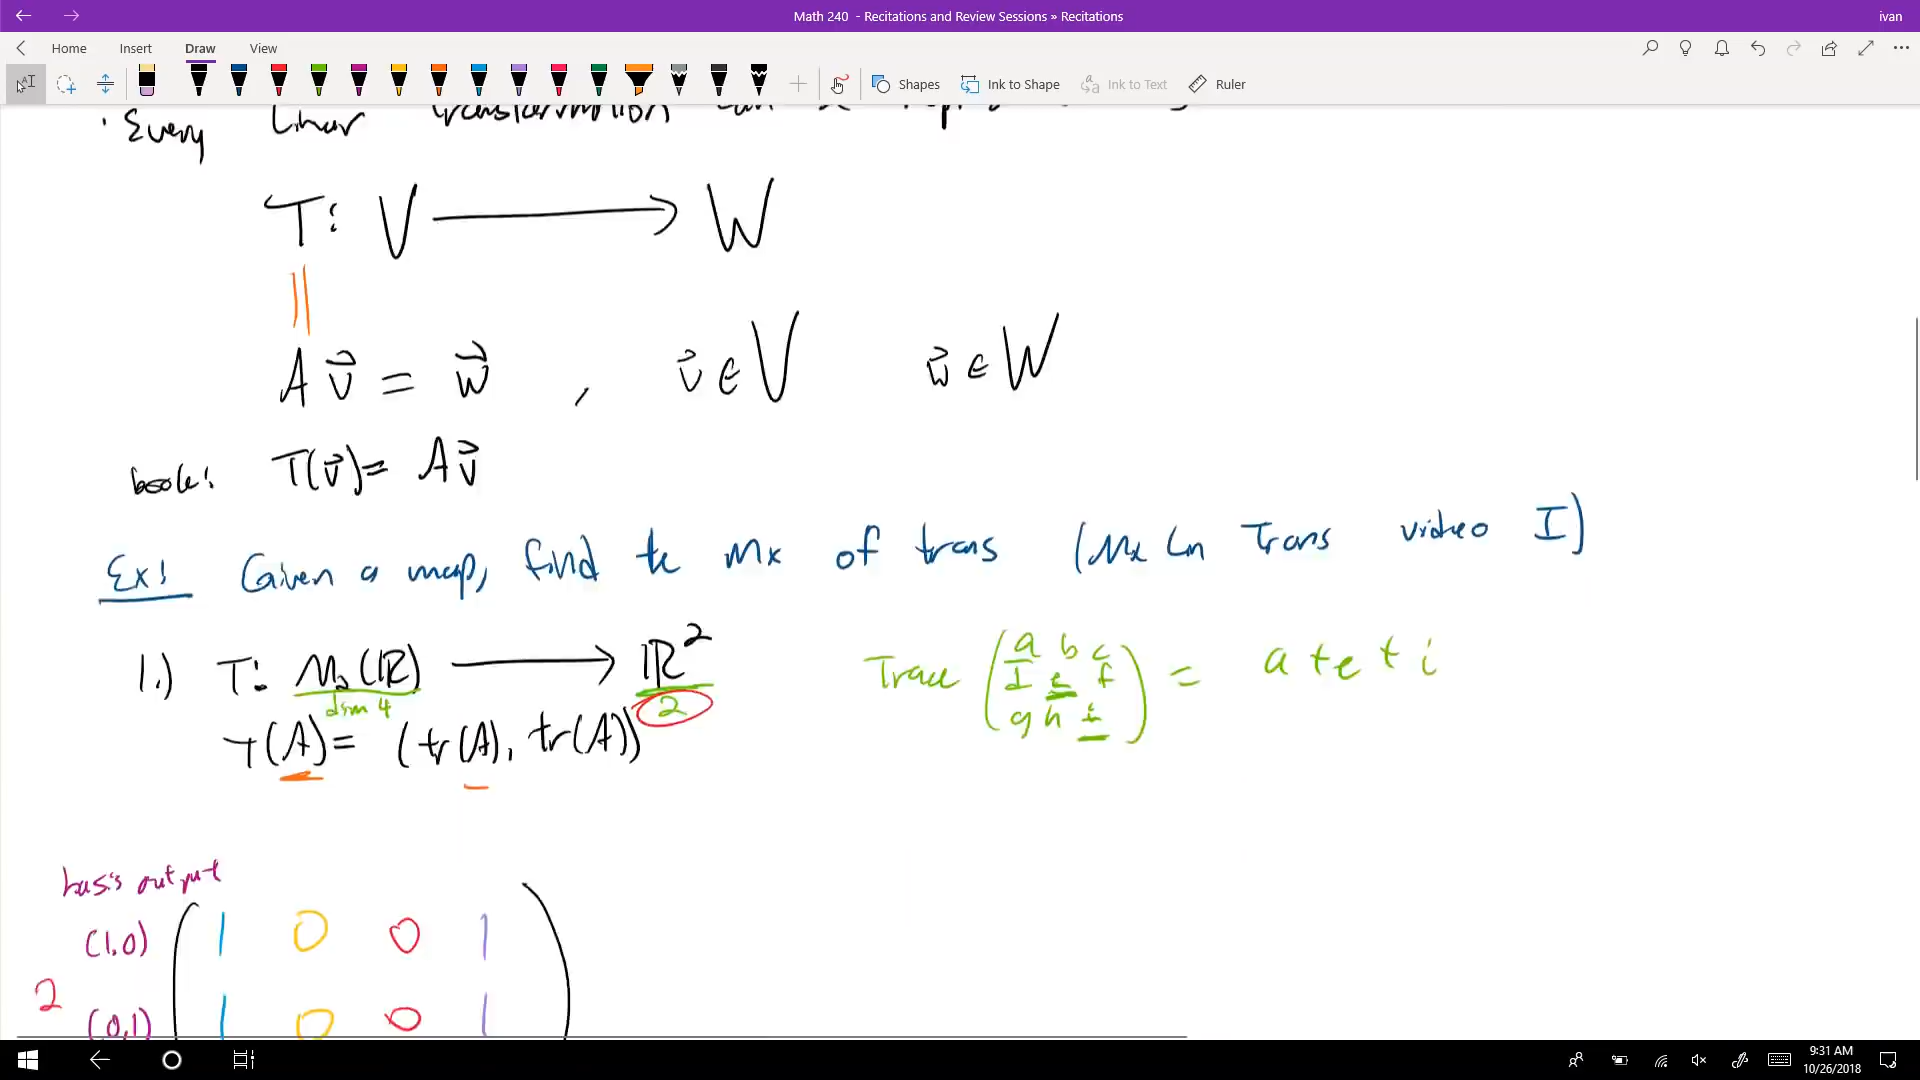 Math 240 - Recitations and Review Sessions » Recitations
ivan
Home Insert Draw View
Shapes Ink to Shape Ink to Text Ruler
· Every Linear transformation can
T: V → W
||
A v⃗ = w⃗ , v⃗ ∈ V w⃗ ∈ W
book: T(v⃗) = A v⃗
Ex: Given a map, find the Mx of trans (Mx Ln Trans video I)
1.) T: M₂(ℝ) → ℝ²
dim 4 2
T(A) = (tr(A), tr(A))
Trace ( a b c = a + e + i
d e f
g h i )
basis output
(1,0) ( 1 0 0 1 )
2
(0,1) 1 0 0 1
9:31 AM
10/26/2018